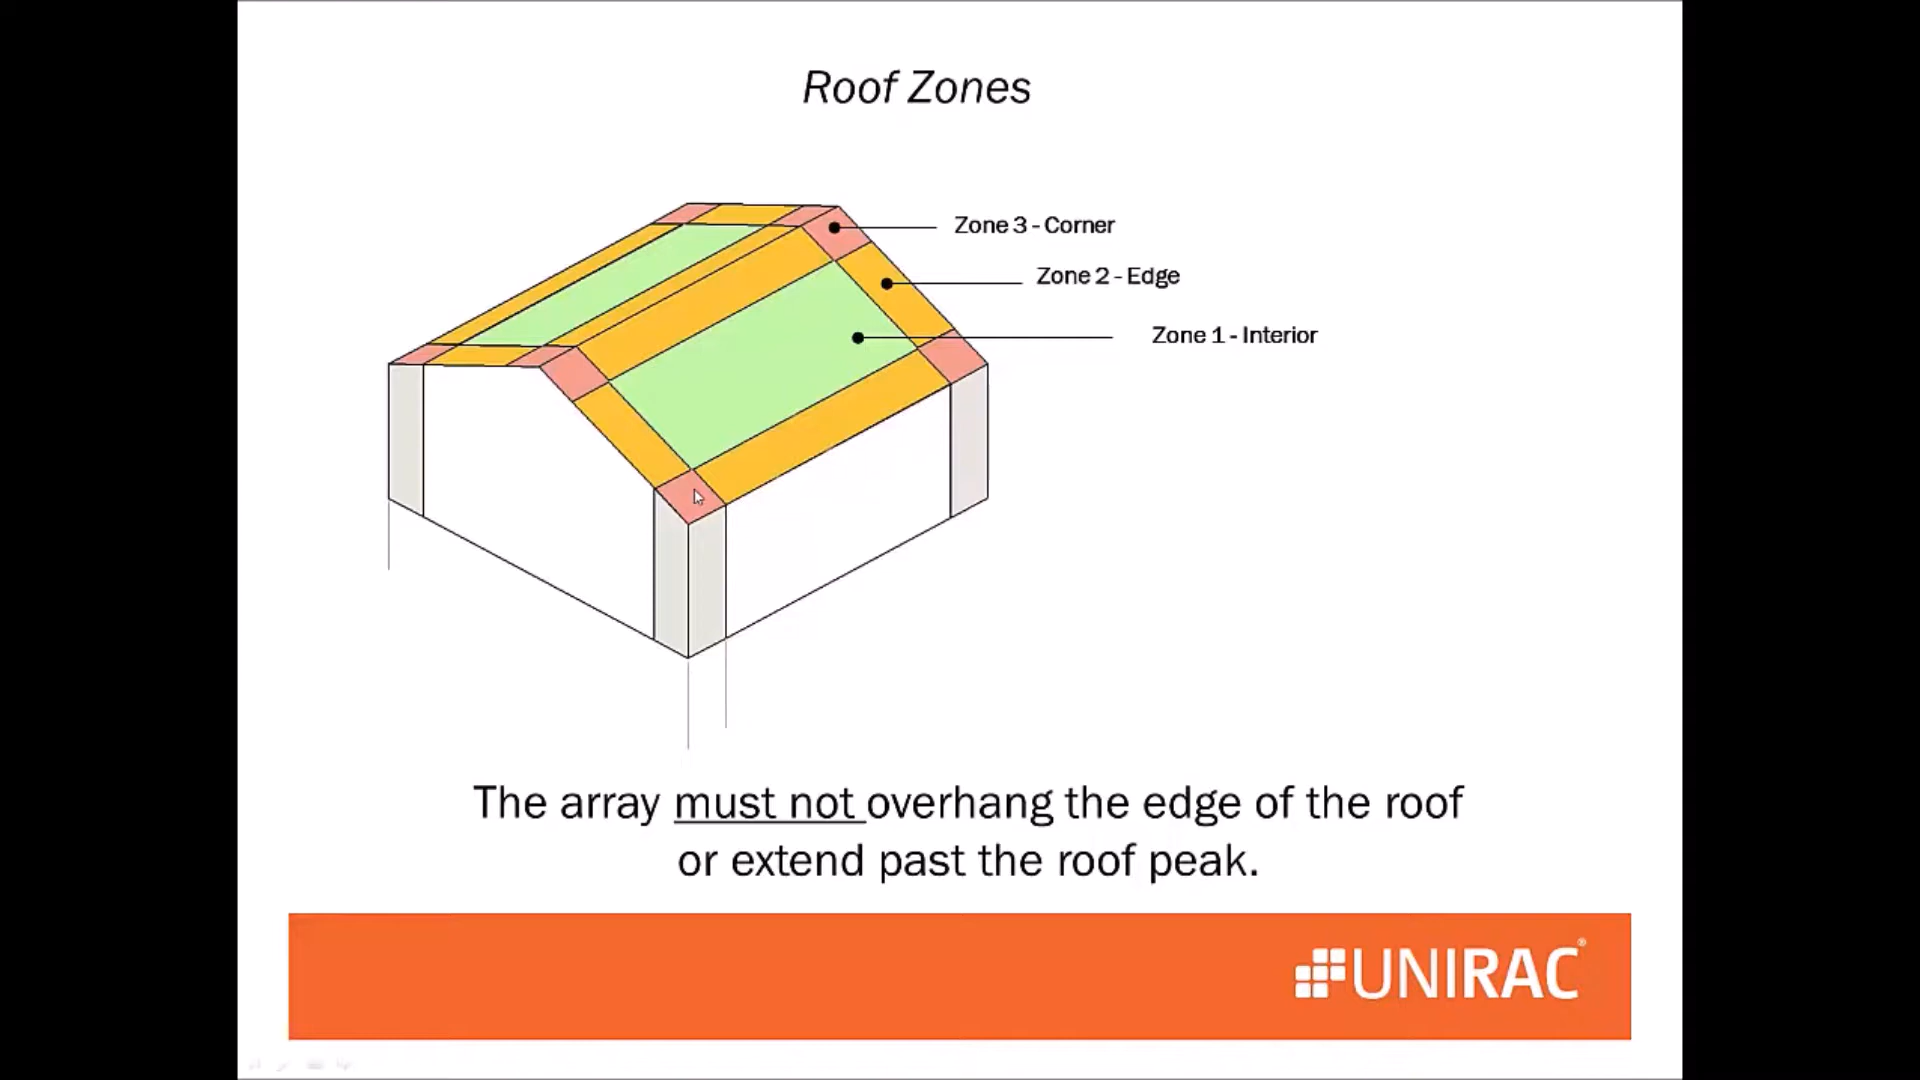 Roof Zones
Zone 3 - Corner
Zone 2 - Edge
Zone 1 - Interior
The array must not overhang the edge of the roof
or extend past the roof peak.
UNIRAC®